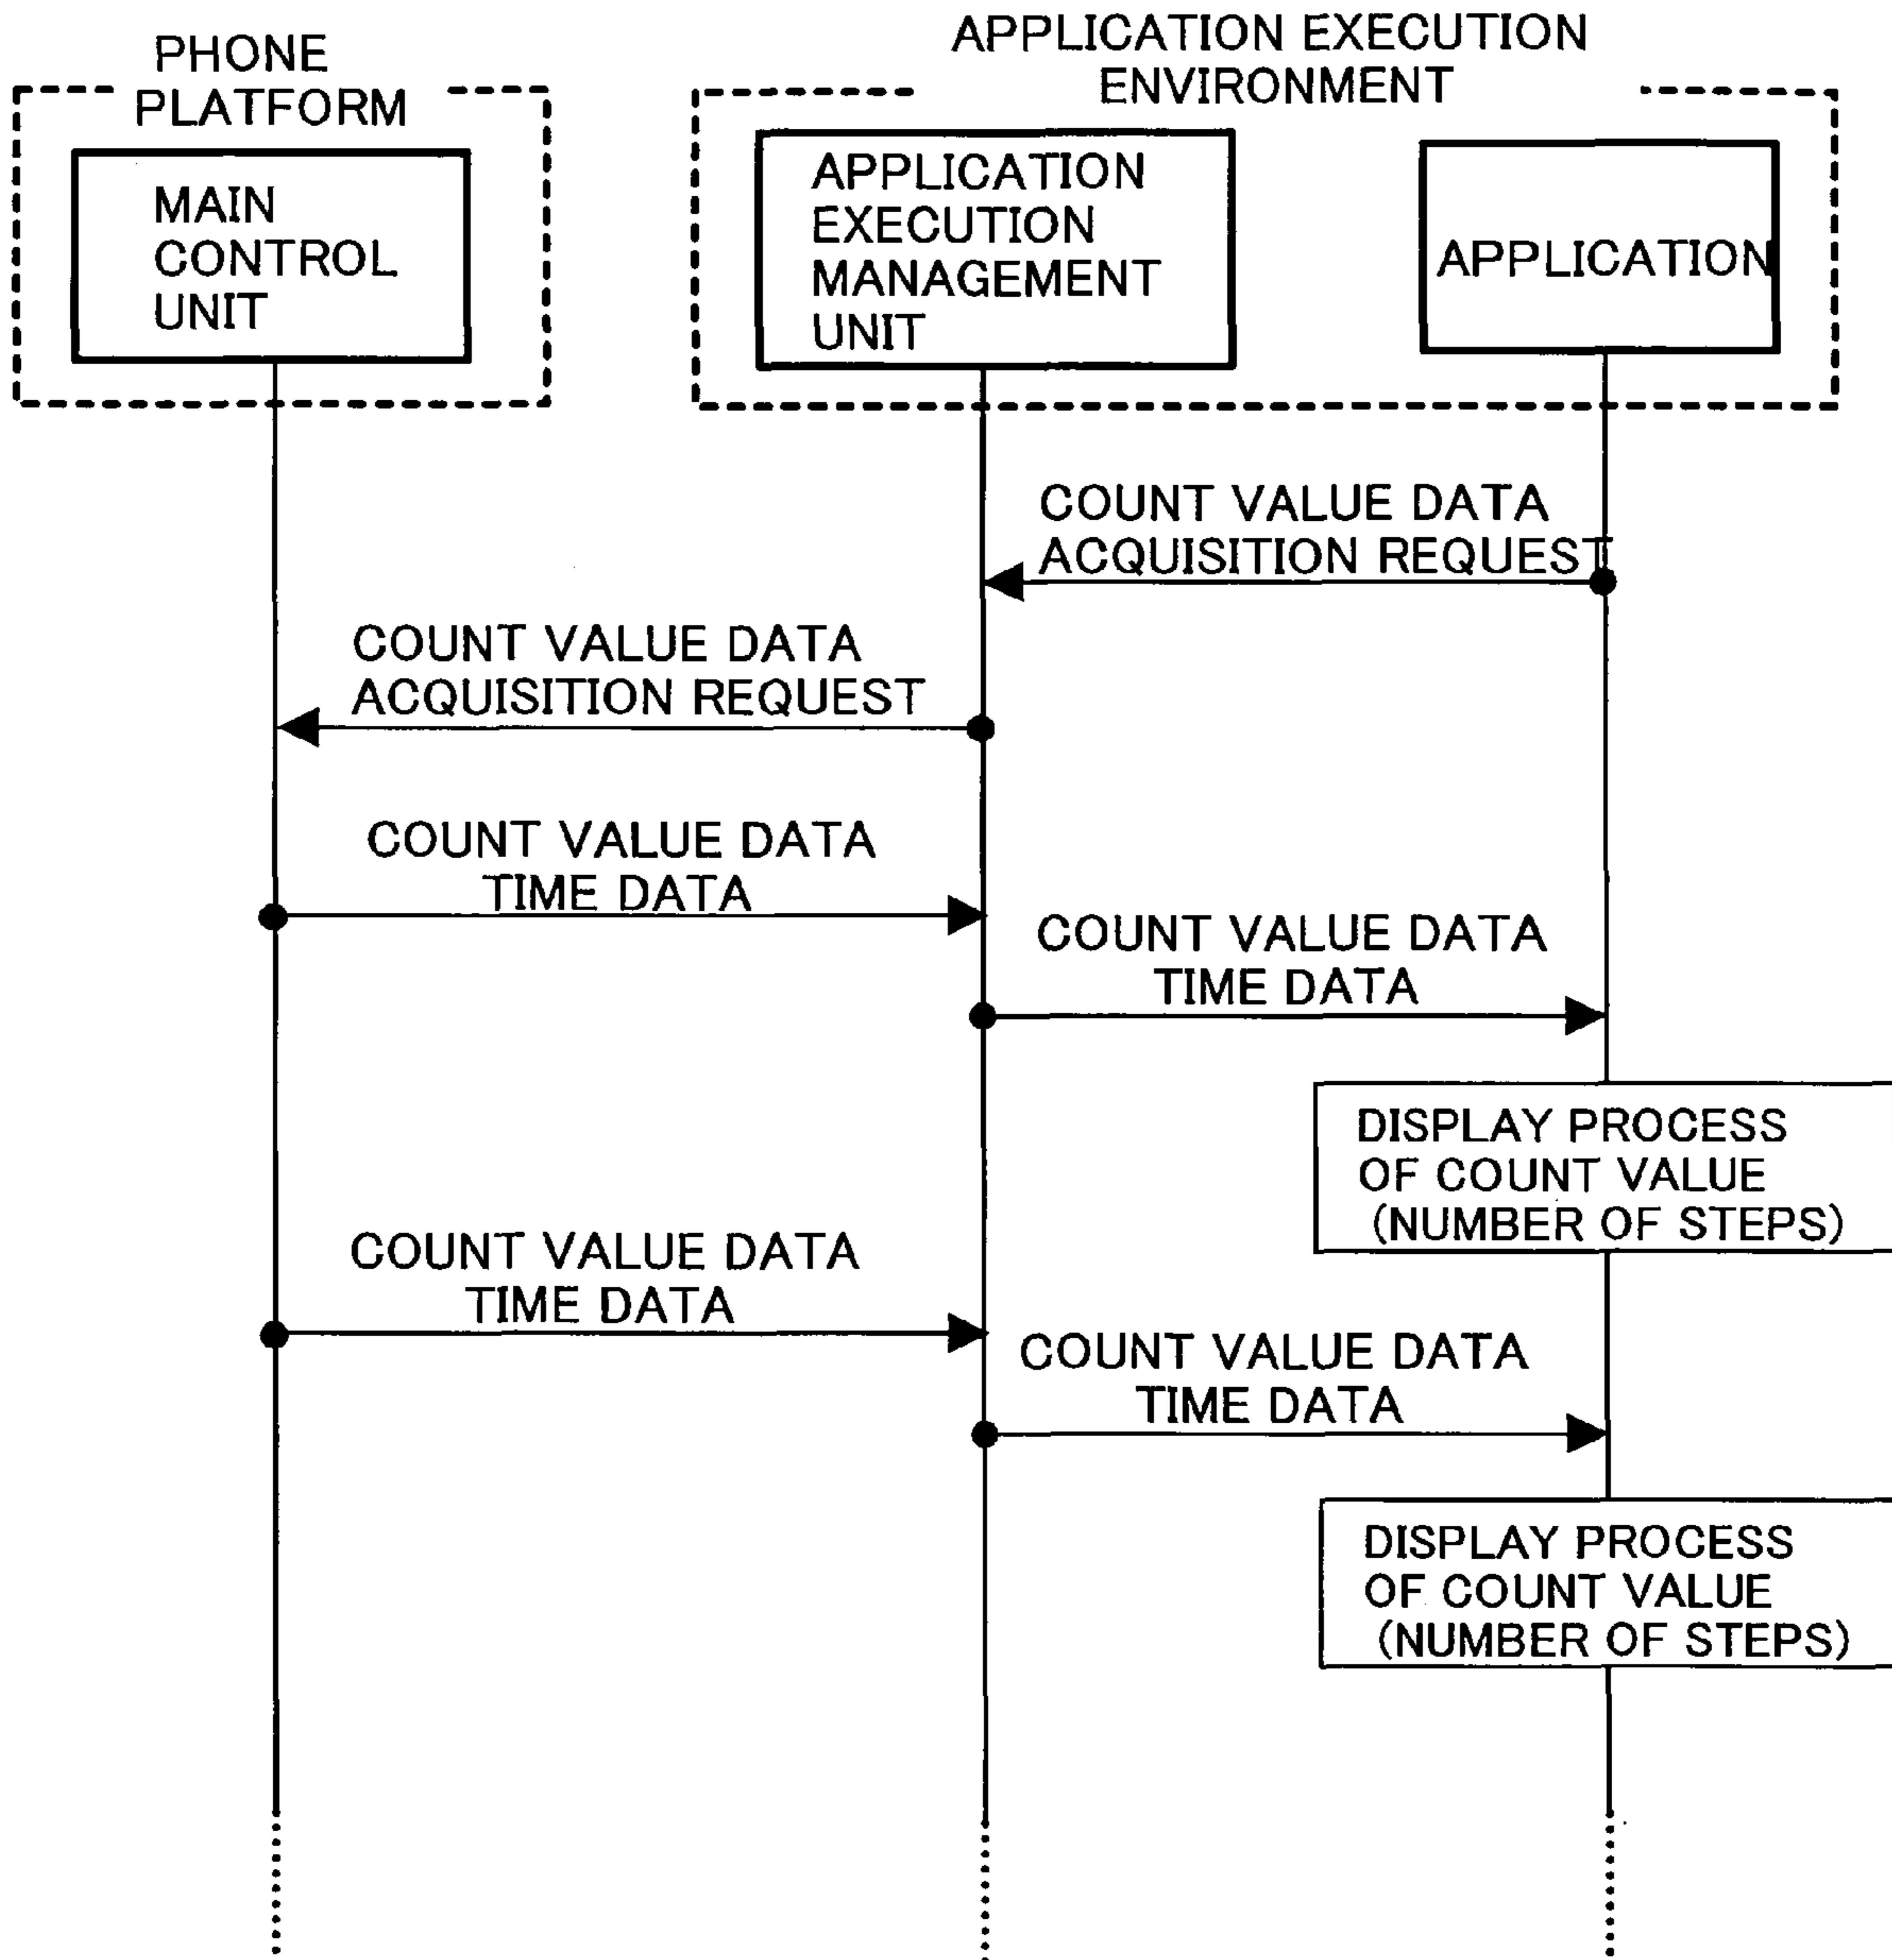 PHONE
PLATFORM
APPLICATION EXECUTION
ENVIRONMENT
MAIN
CONTROL
UNIT
APPLICATION
EXECUTION
MANAGEMENT
UNIT
APPLICATION
COUNT VALUE DATA
ACQUISITION REQUEST
COUNT VALUE DATA
ACQUISITION REQUEST
COUNT VALUE DATA
TIME DATA
COUNT VALUE DATA
TIME DATA
DISPLAY PROCESS
OF COUNT VALUE
(NUMBER OF STEPS)
COUNT VALUE DATA
TIME DATA
COUNT VALUE DATA
TIME DATA
DISPLAY PROCESS
OF COUNT VALUE
(NUMBER OF STEPS)